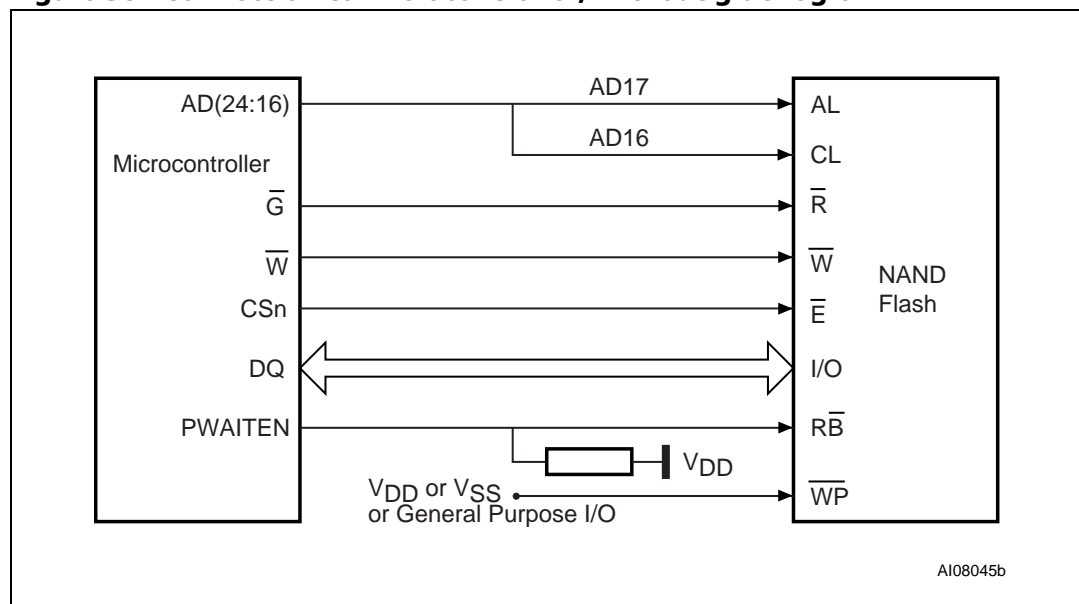 AD(24:16)
Microcontroller
G̅
W̅
CSn
DQ
PWAITEN
AD17
AD16
AL
CL
R̅
W̅
E̅
I/O
RB̅
W̅P̅
NAND
Flash
VDD
VDD or VSS
or General Purpose I/O
AI08045b